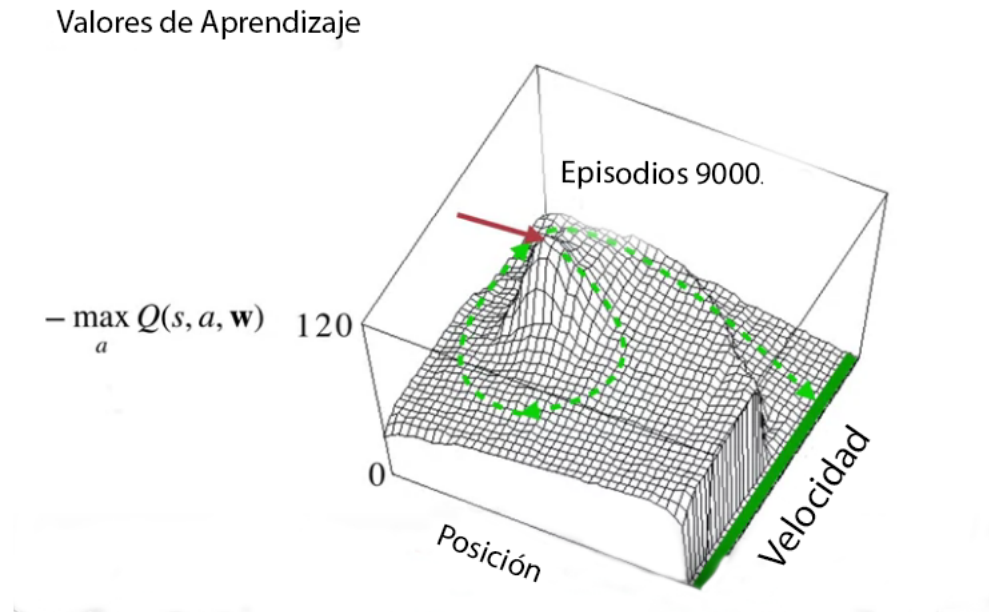 Valores de Aprendizaje
Episodios 9000.
− max Q(s, a, w) 120
a
0
Posición
Velocidad